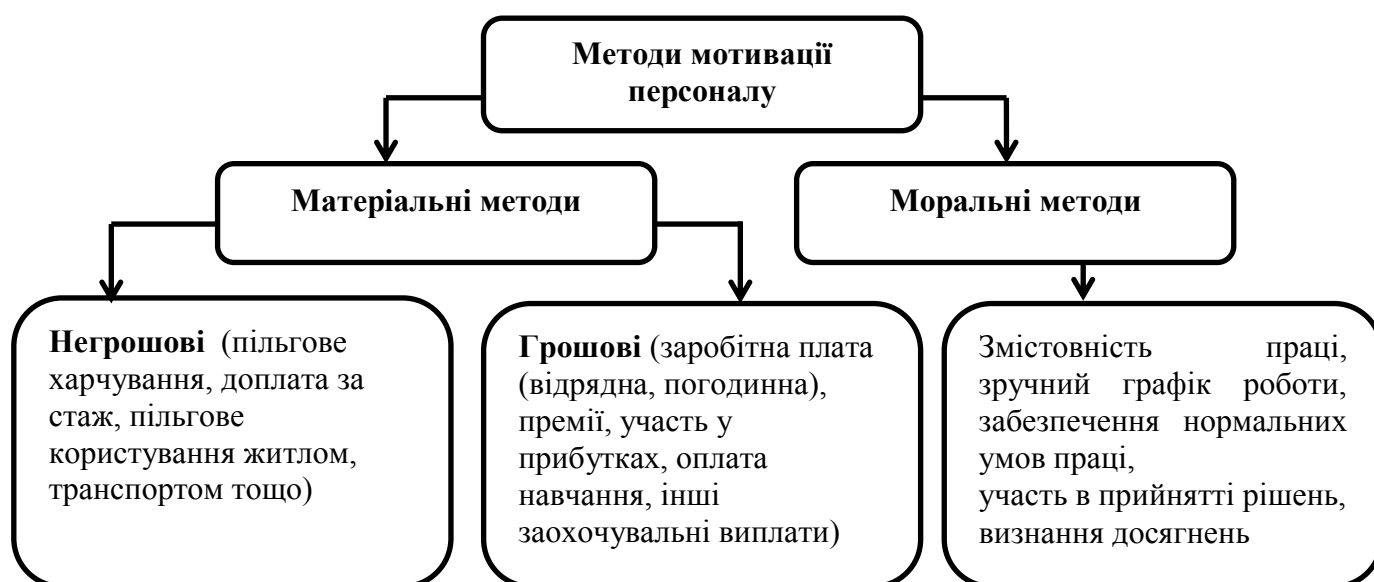 Методи мотивації
персоналу
Матеріальні методи
Моральні методи
Негрошові (пільгове
харчування, доплата за
стаж, пільгове
користування житлом,
транспортом тощо)
Грошові (заробітна плата
(відрядна, погодинна),
премії, участь у
прибутках, оплата
навчання, інші
заохочувальні виплати)
Змістовність праці,
зручний графік роботи,
забезпечення нормальних
умов праці,
участь в прийнятті рішень,
визнання досягнень